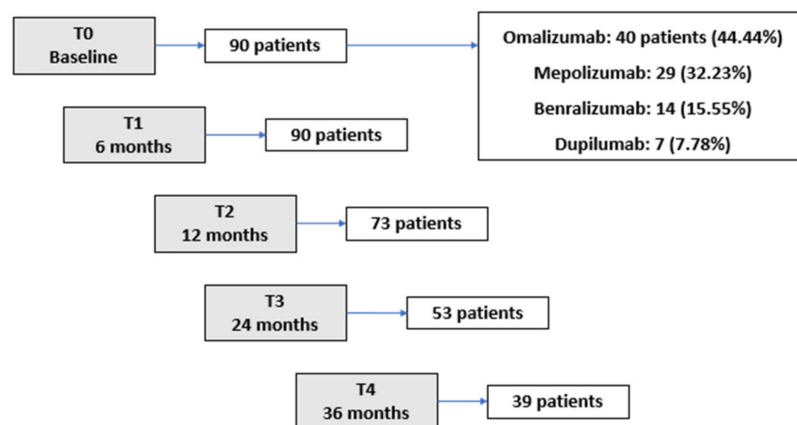 T0
Baseline
90 patients
Omalizumab: 40 patients (44.44%)
Mepolizumab: 29 (32.23%)
Benralizumab: 14 (15.55%)
Dupilumab: 7 (7.78%)
T1
6 months
90 patients
T2
12 months
73 patients
T3
24 months
53 patients
T4
36 months
39 patients